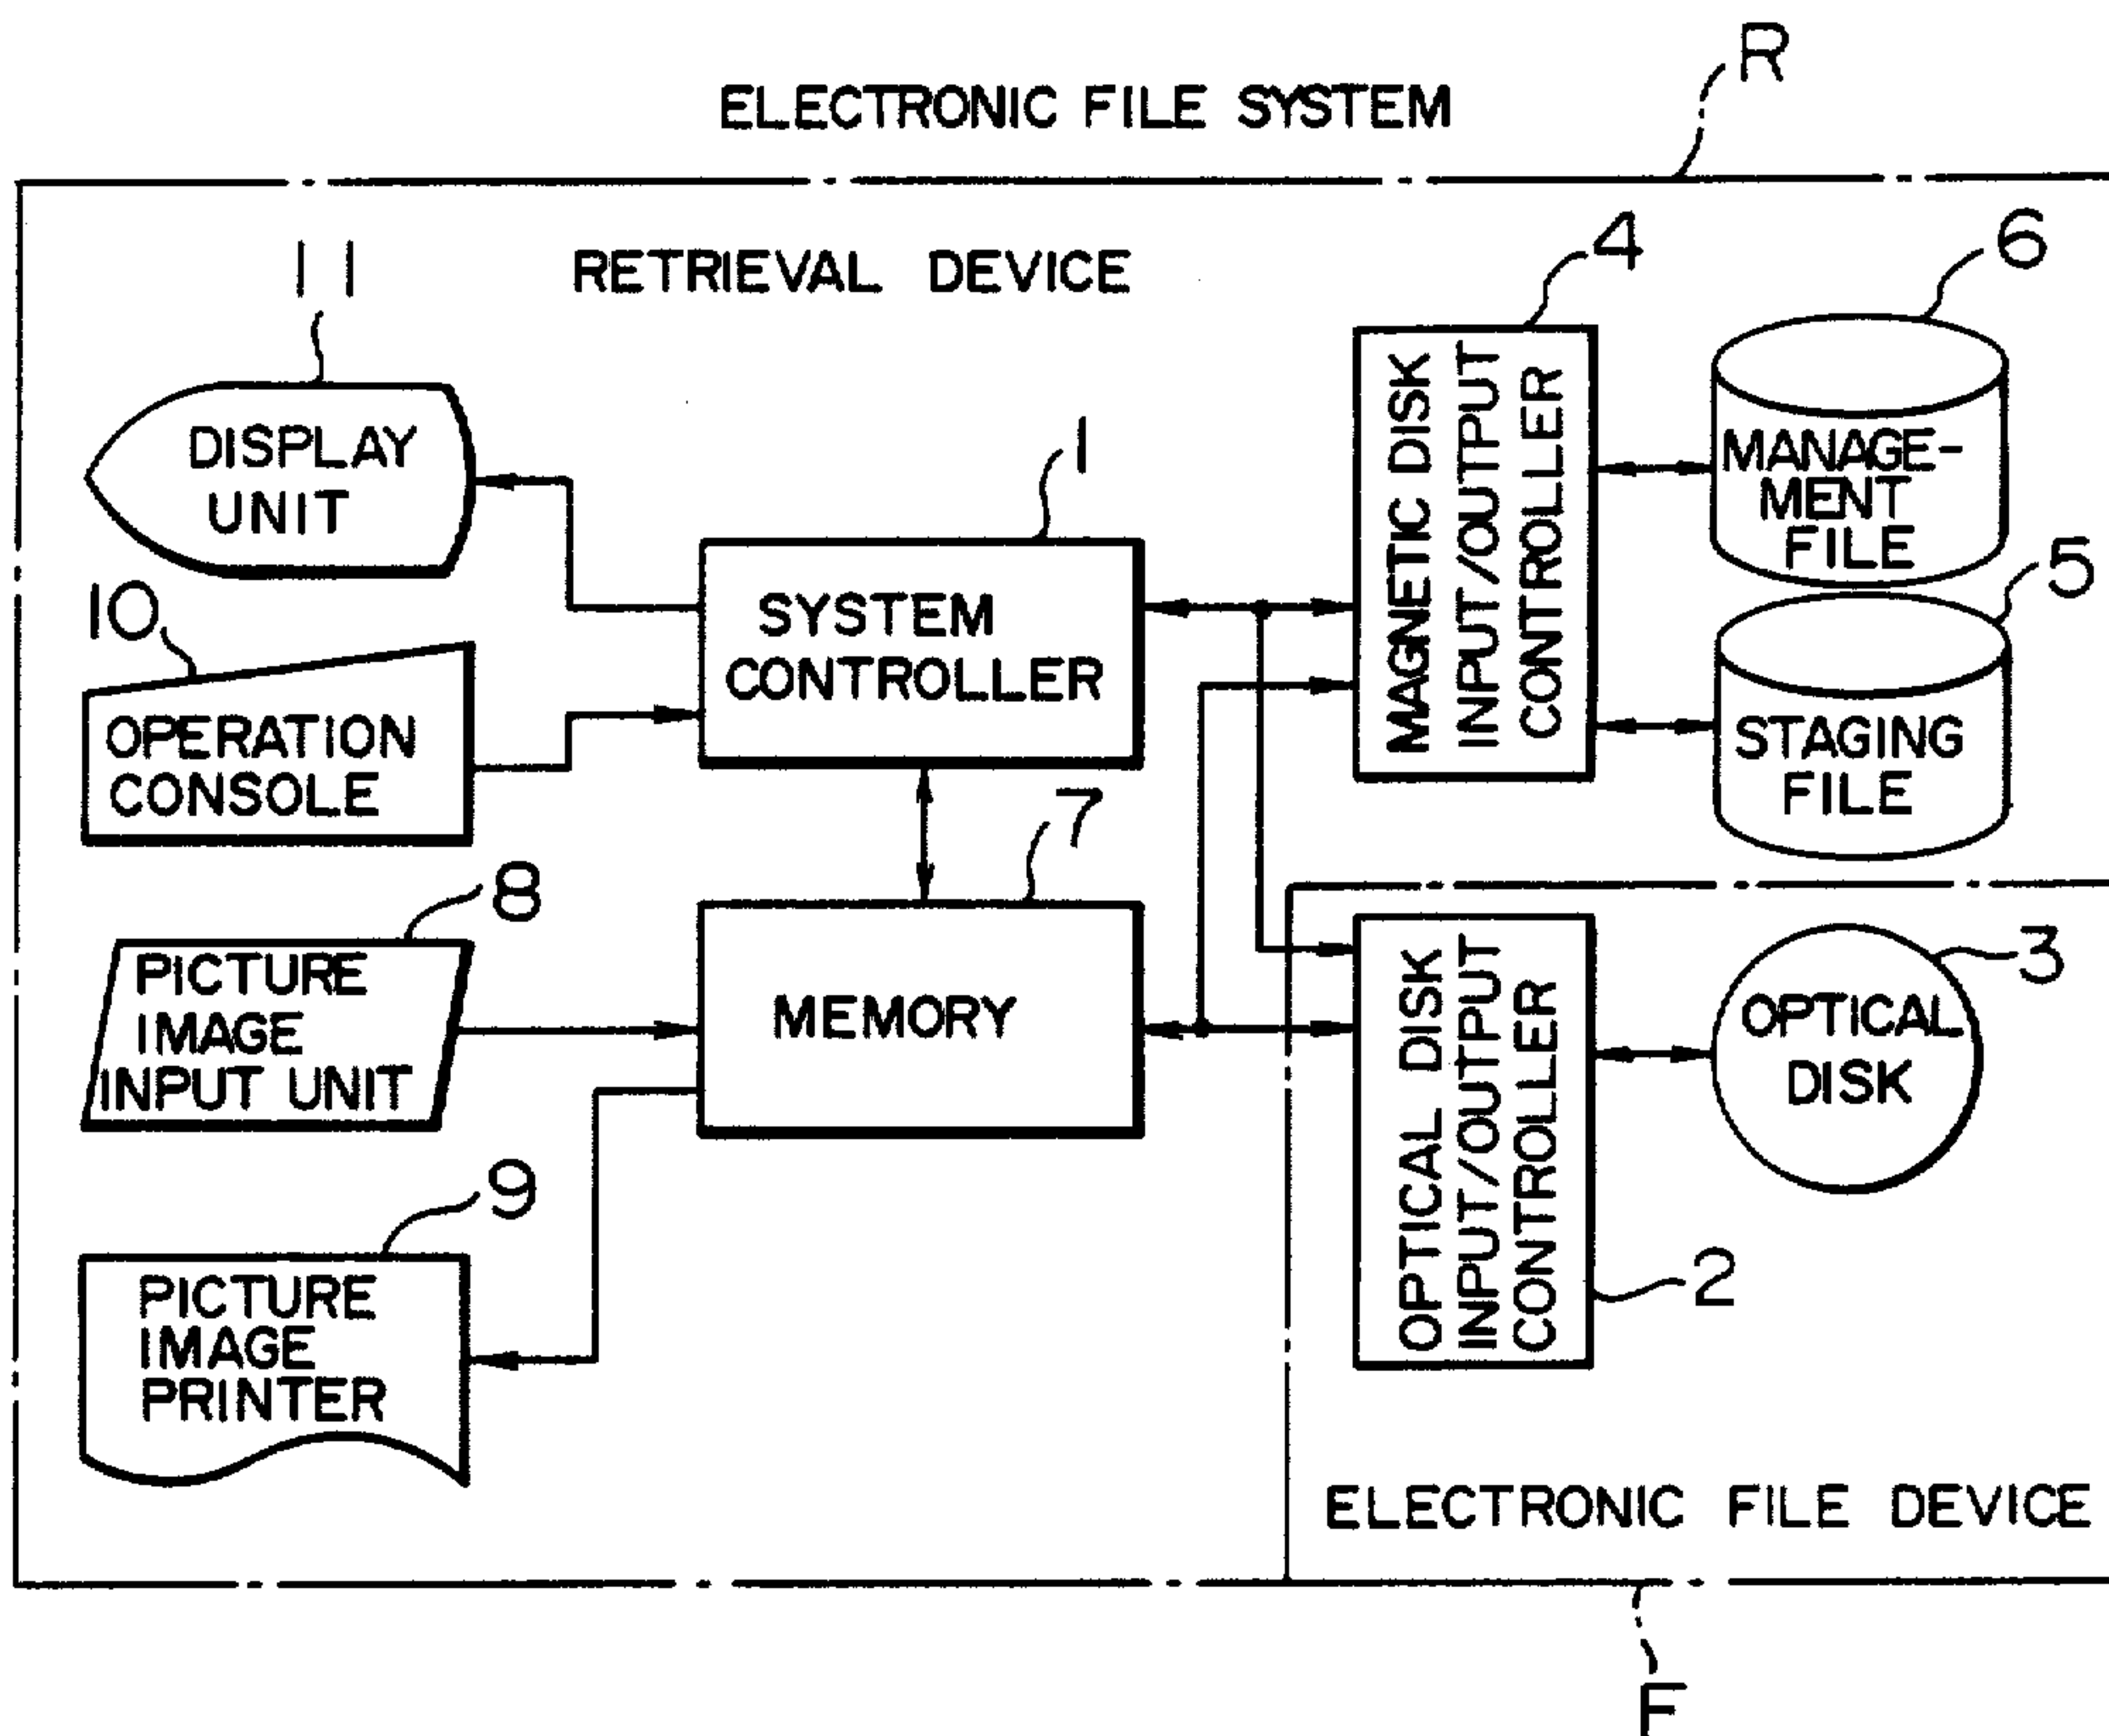 ELECTRONIC FILE SYSTEM
R
RETRIEVAL DEVICE
11
DISPLAY
UNIT
10
OPERATION
CONSOLE
8
PICTURE
IMAGE
INPUT UNIT
9
PICTURE
IMAGE
PRINTER
1
SYSTEM
CONTROLLER
7
MEMORY
4
MAGNETIC DISK
INPUT/OUTPUT
CONTROLLER
6
MANAGE-
MENT
FILE
5
STAGING
FILE
OPTICAL DISK
INPUT/OUTPUT
CONTROLLER
2
3
OPTICAL
DISK
ELECTRONIC FILE DEVICE
F